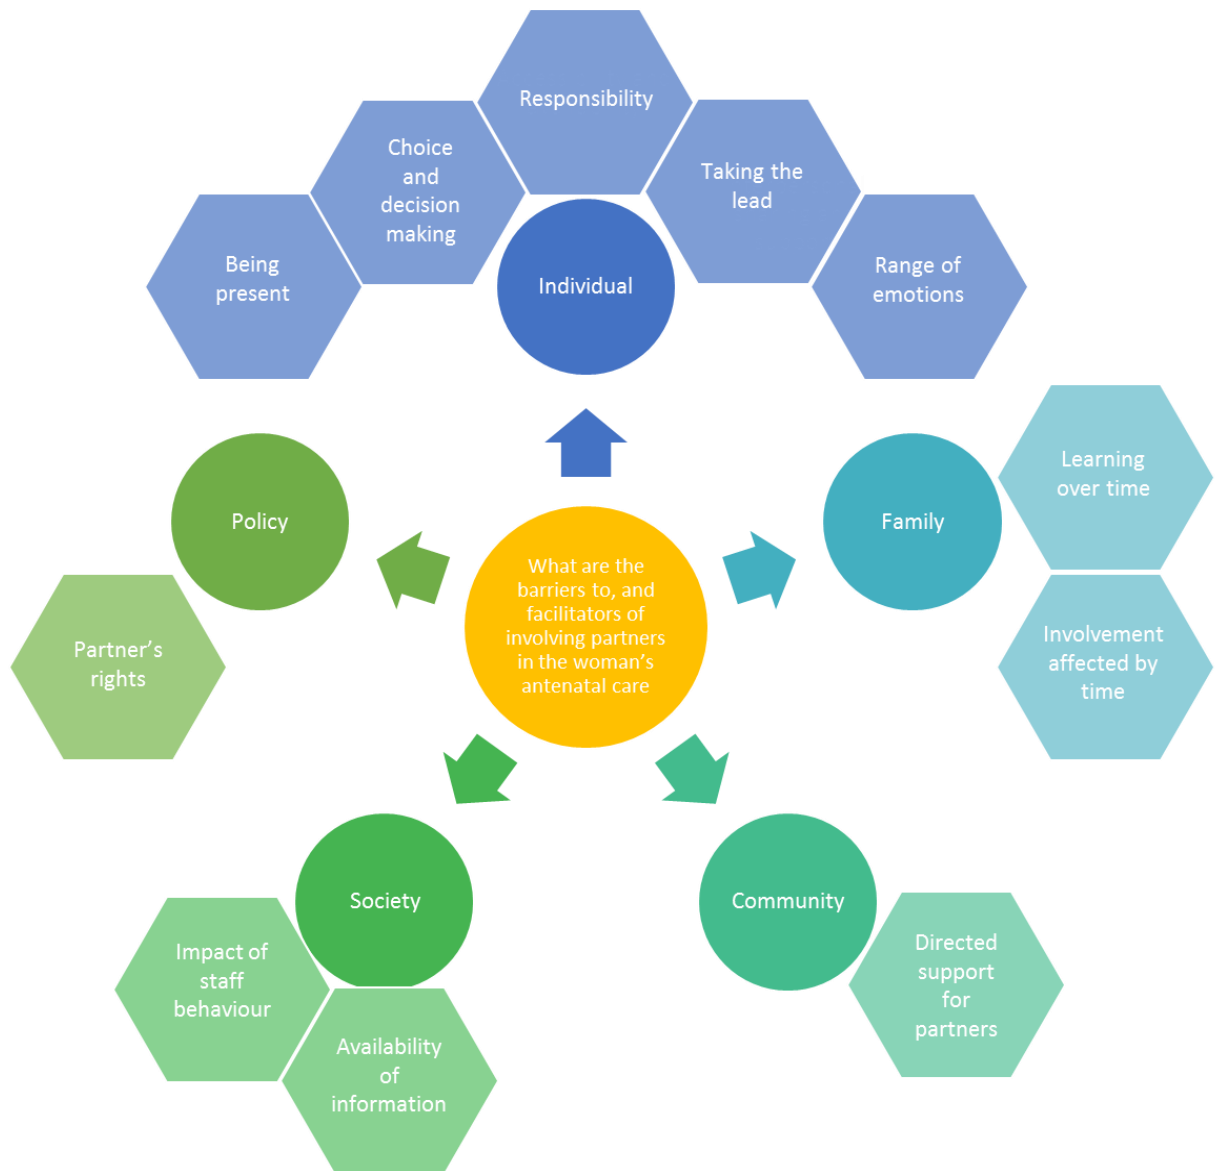 Responsibility
Choice
and
decision
making
Taking the
lead
Being
present
Range of
emotions
Individual
Policy
Partner’s
rights
What are the
barriers to, and
facilitators of
involving partners
in the woman’s
antenatal care
Family
Learning
over time
Involvement
affected by
time
Society
Impact of
staff
behaviour
Availability
of
information
Community
Directed
support
for
partners